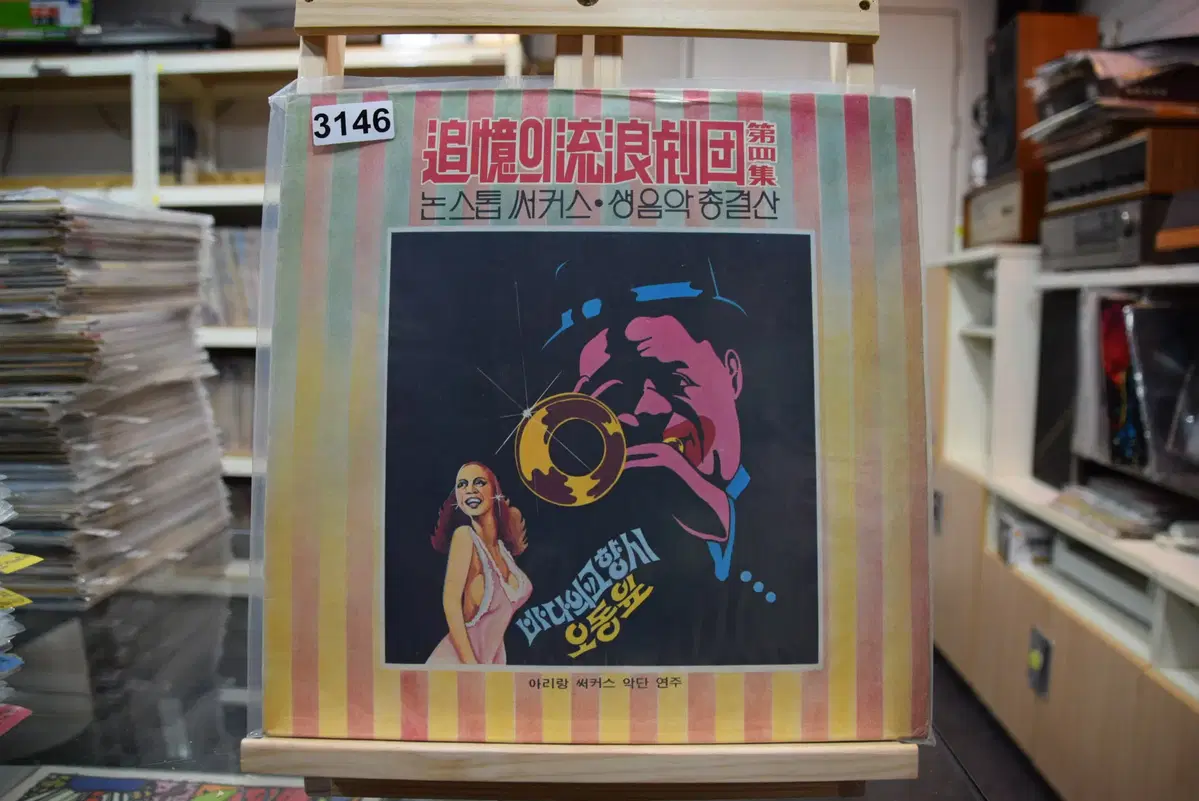 3146
追憶의流浪劇団
第四集
논스톱 써커스•생음악 총결산
바다의교향시
오동잎
아리랑 써커스 악단 연주